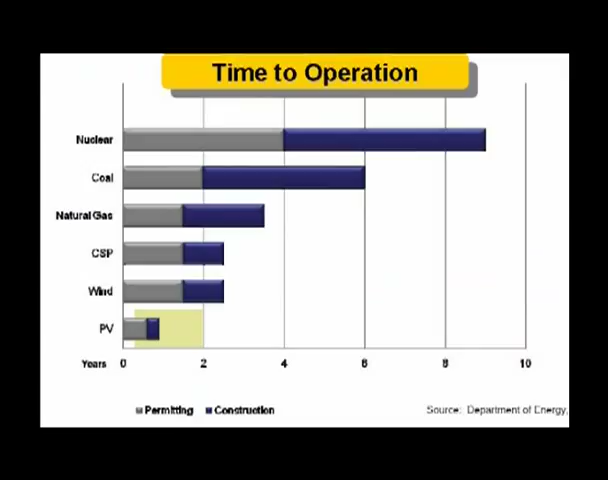 Time to Operation
Nuclear
Coal
Natural Gas
CSP
Wind
PV
Years 0 2 4 6 8 10
Permitting Construction
Source: Department of Energy,